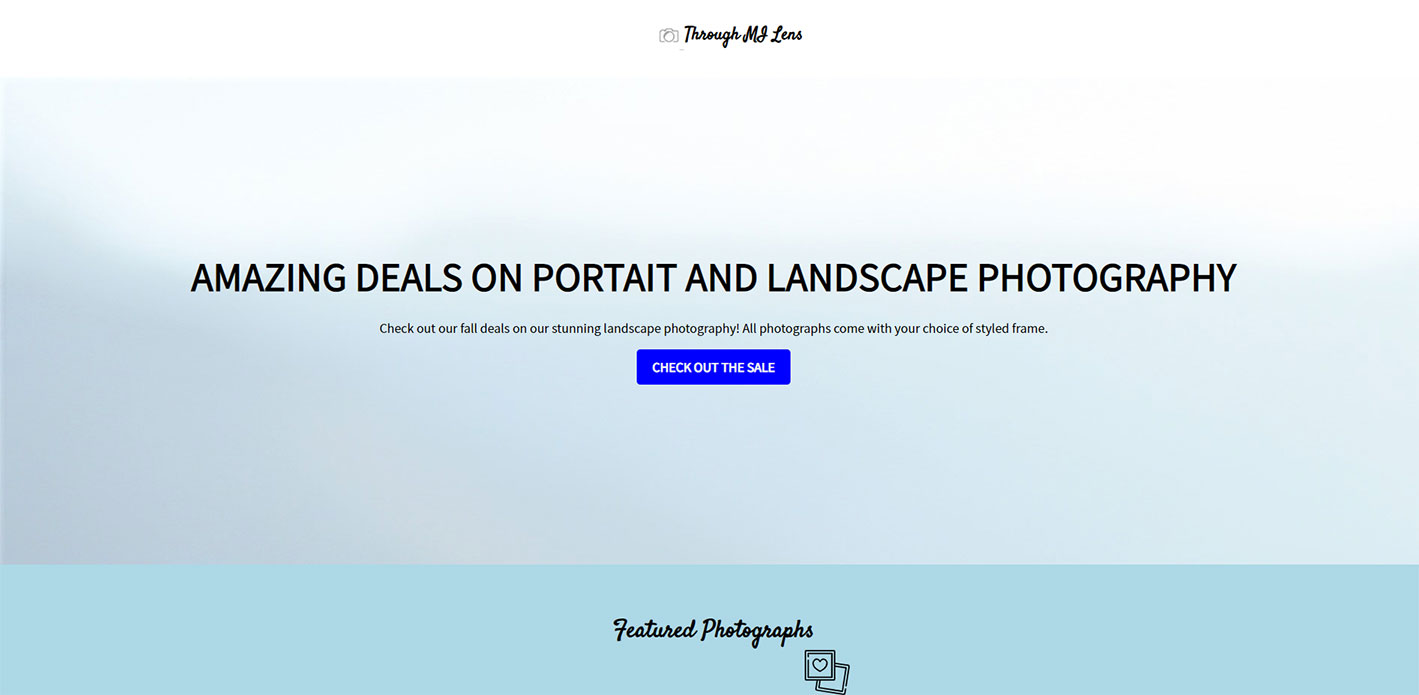 Through MI Lens
AMAZING DEALS ON PORTAIT AND LANDSCAPE PHOTOGRAPHY
Check out our fall deals on our stunning landscape photography! All photographs come with your choice of styled frame.
CHECK OUT THE SALE
Featured Photographs